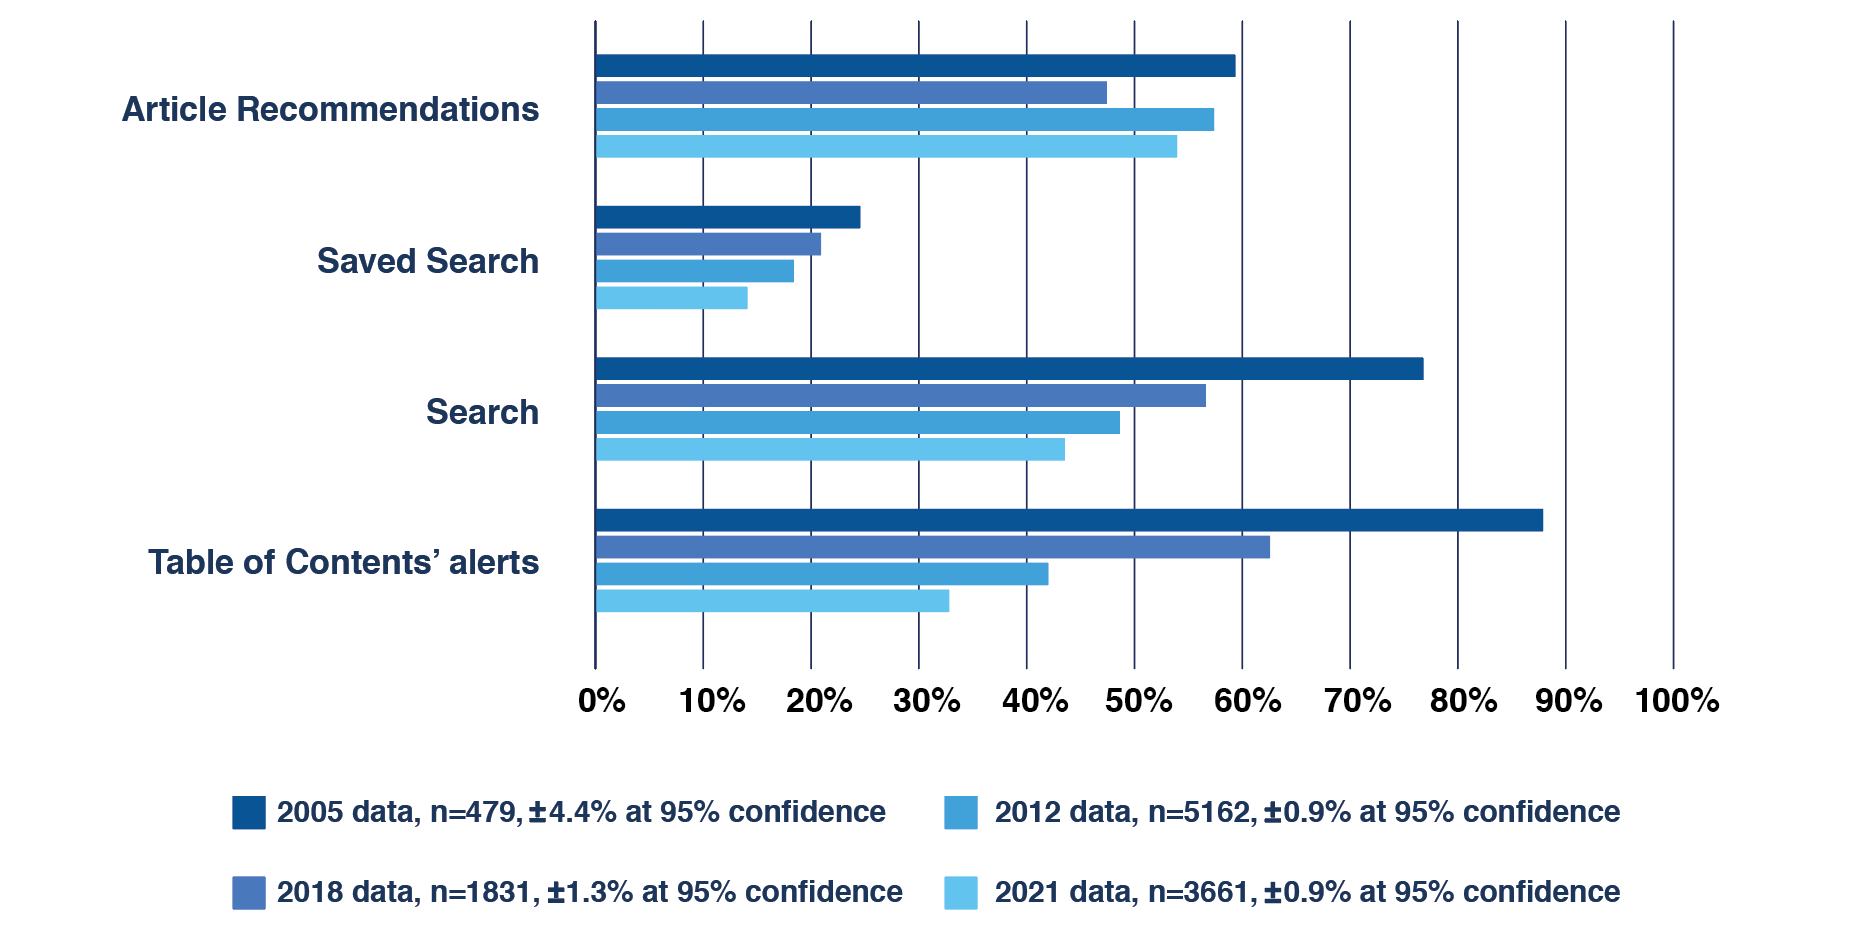 Article Recommendations
Saved Search
Search
Table of Contents’ alerts
0% 10% 20% 30% 40% 50% 60% 70% 80% 90% 100%
2005 data, n=479, ±4.4% at 95% confidence
2012 data, n=5162, ±0.9% at 95% confidence
2018 data, n=1831, ±1.3% at 95% confidence
2021 data, n=3661, ±0.9% at 95% confidence